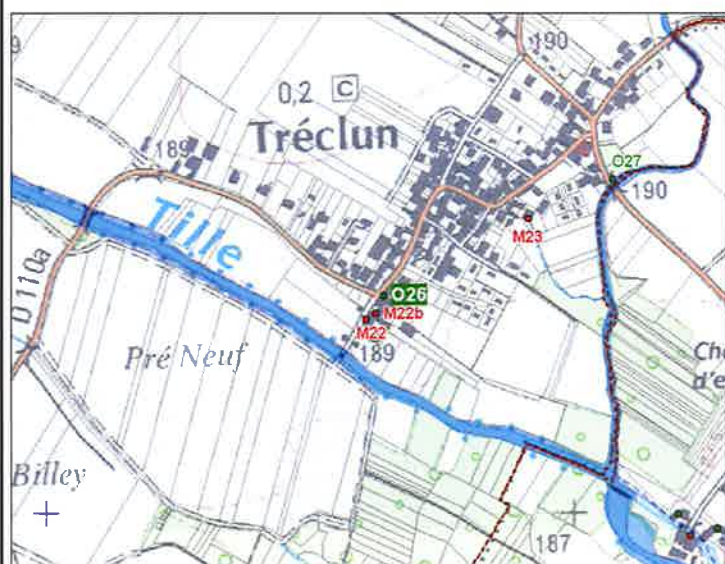 9
190
0,2 C
Tréclun
189
O27
190
Tille
M23
D 110a
O26
M22b
M22
189
Pré Neuf
Che
d'e
Billey
187